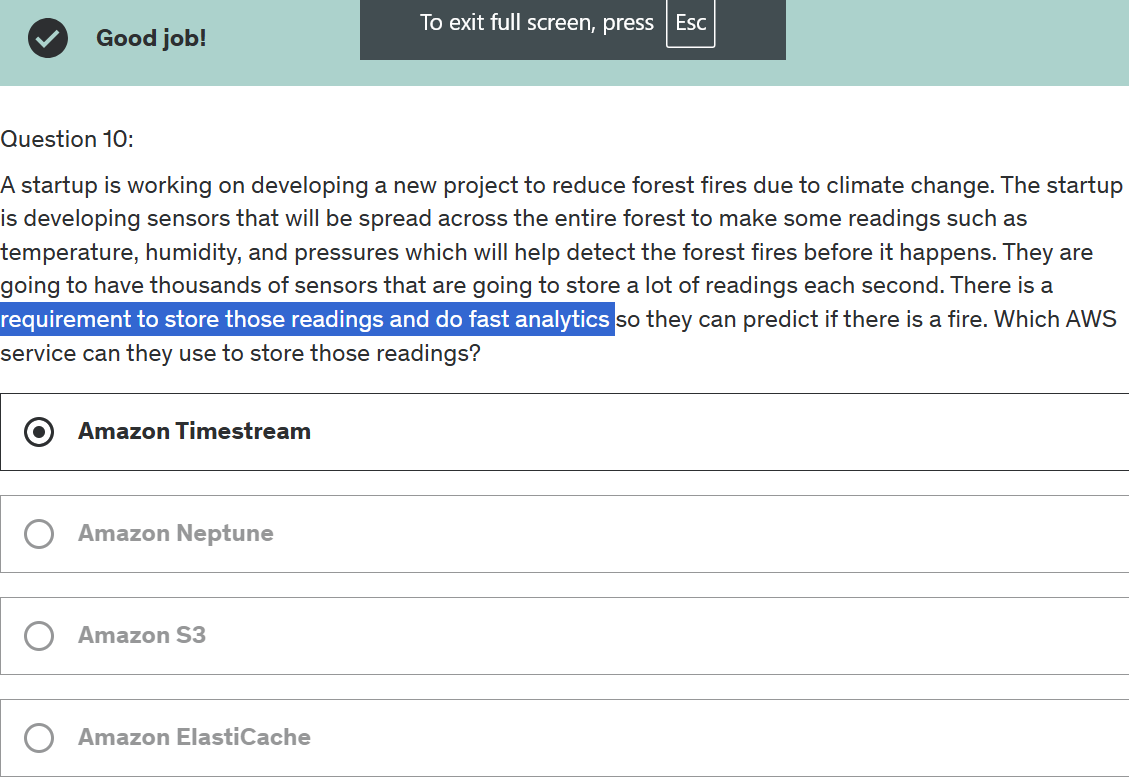 Good job!
To exit full screen, press Esc
Question 10:
A startup is working on developing a new project to reduce forest fires due to climate change. The startup
is developing sensors that will be spread across the entire forest to make some readings such as
temperature, humidity, and pressures which will help detect the forest fires before it happens. They are
going to have thousands of sensors that are going to store a lot of readings each second. There is a
requirement to store those readings and do fast analytics so they can predict if there is a fire. Which AWS
service can they use to store those readings?
Amazon Timestream
Amazon Neptune
Amazon S3
Amazon ElastiCache